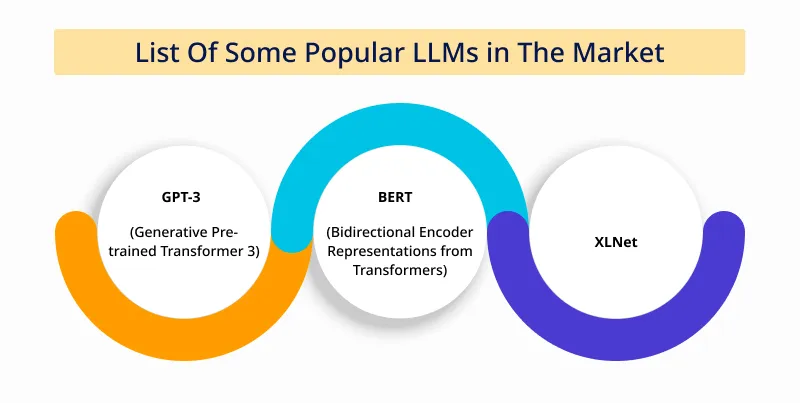 List Of Some Popular LLMs in The Market
GPT-3
(Generative Pre-
trained Transformer 3)
BERT
(Bidirectional Encoder
Representations from
Transformers)
XLNet